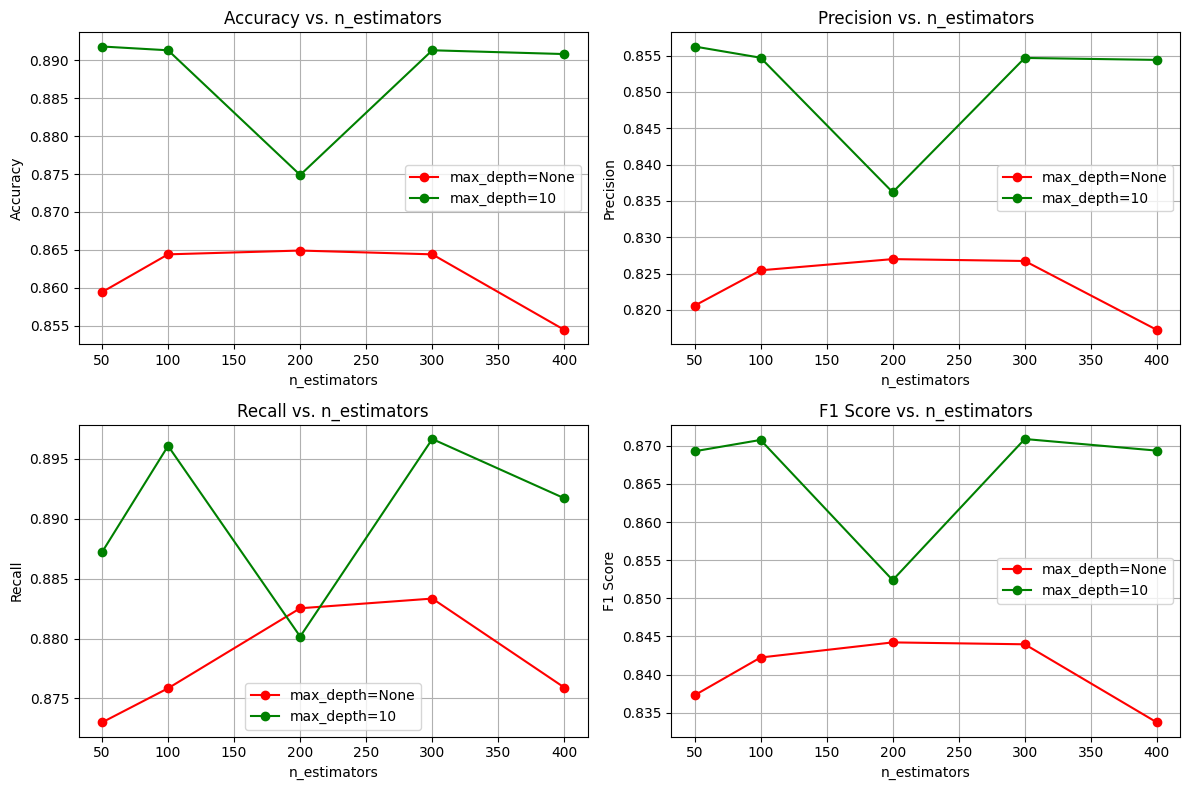 Accuracy vs. n_estimators
0.890
0.885
0.880
0.875
0.870
0.865
0.860
0.855
Accuracy
max_depth=None
max_depth=10
50 100 150 200 250 300 350 400
n_estimators
Precision vs. n_estimators
0.855
0.850
0.845
0.840
0.835
0.830
0.825
0.820
Precision
max_depth=None
max_depth=10
50 100 150 200 250 300 350 400
n_estimators
Recall vs. n_estimators
0.895
0.890
0.885
0.880
0.875
Recall
max_depth=None
max_depth=10
50 100 150 200 250 300 350 400
n_estimators
F1 Score vs. n_estimators
0.870
0.865
0.860
0.855
0.850
0.845
0.840
0.835
F1 Score
max_depth=None
max_depth=10
50 100 150 200 250 300 350 400
n_estimators